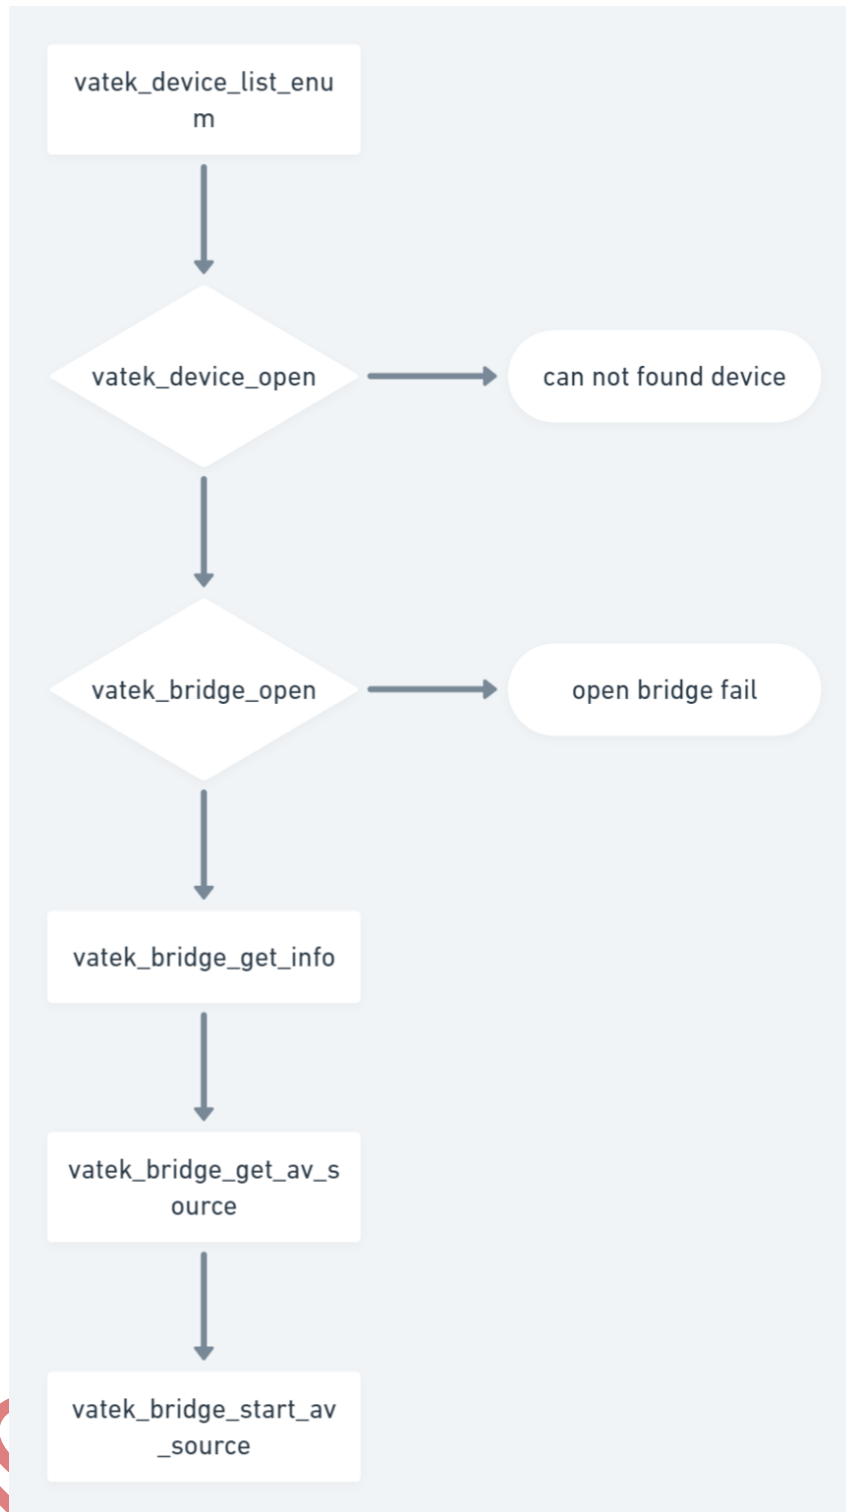 vatek_device_list_enu
m
vatek_device_open
can not found device
vatek_bridge_open
open bridge fail
vatek_bridge_get_info
vatek_bridge_get_av_s
ource
vatek_bridge_start_av
_source